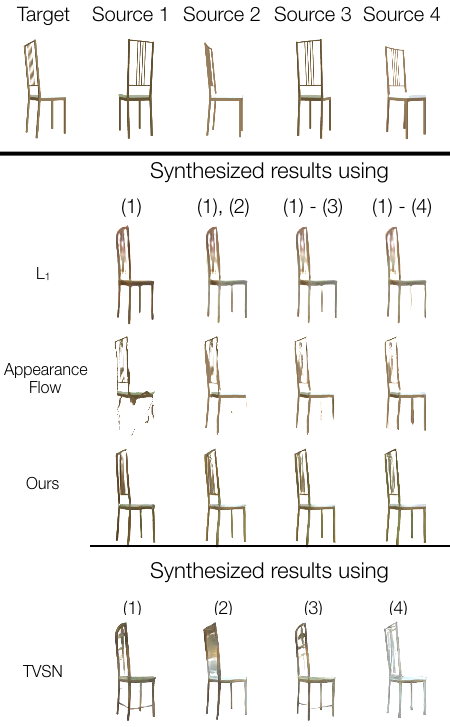 Target Source 1 Source 2 Source 3 Source 4
Synthesized results using
(1) (1), (2) (1) - (3) (1) - (4)
L₁
Appearance
Flow
Ours
Synthesized results using
(1) (2) (3) (4)
TVSN